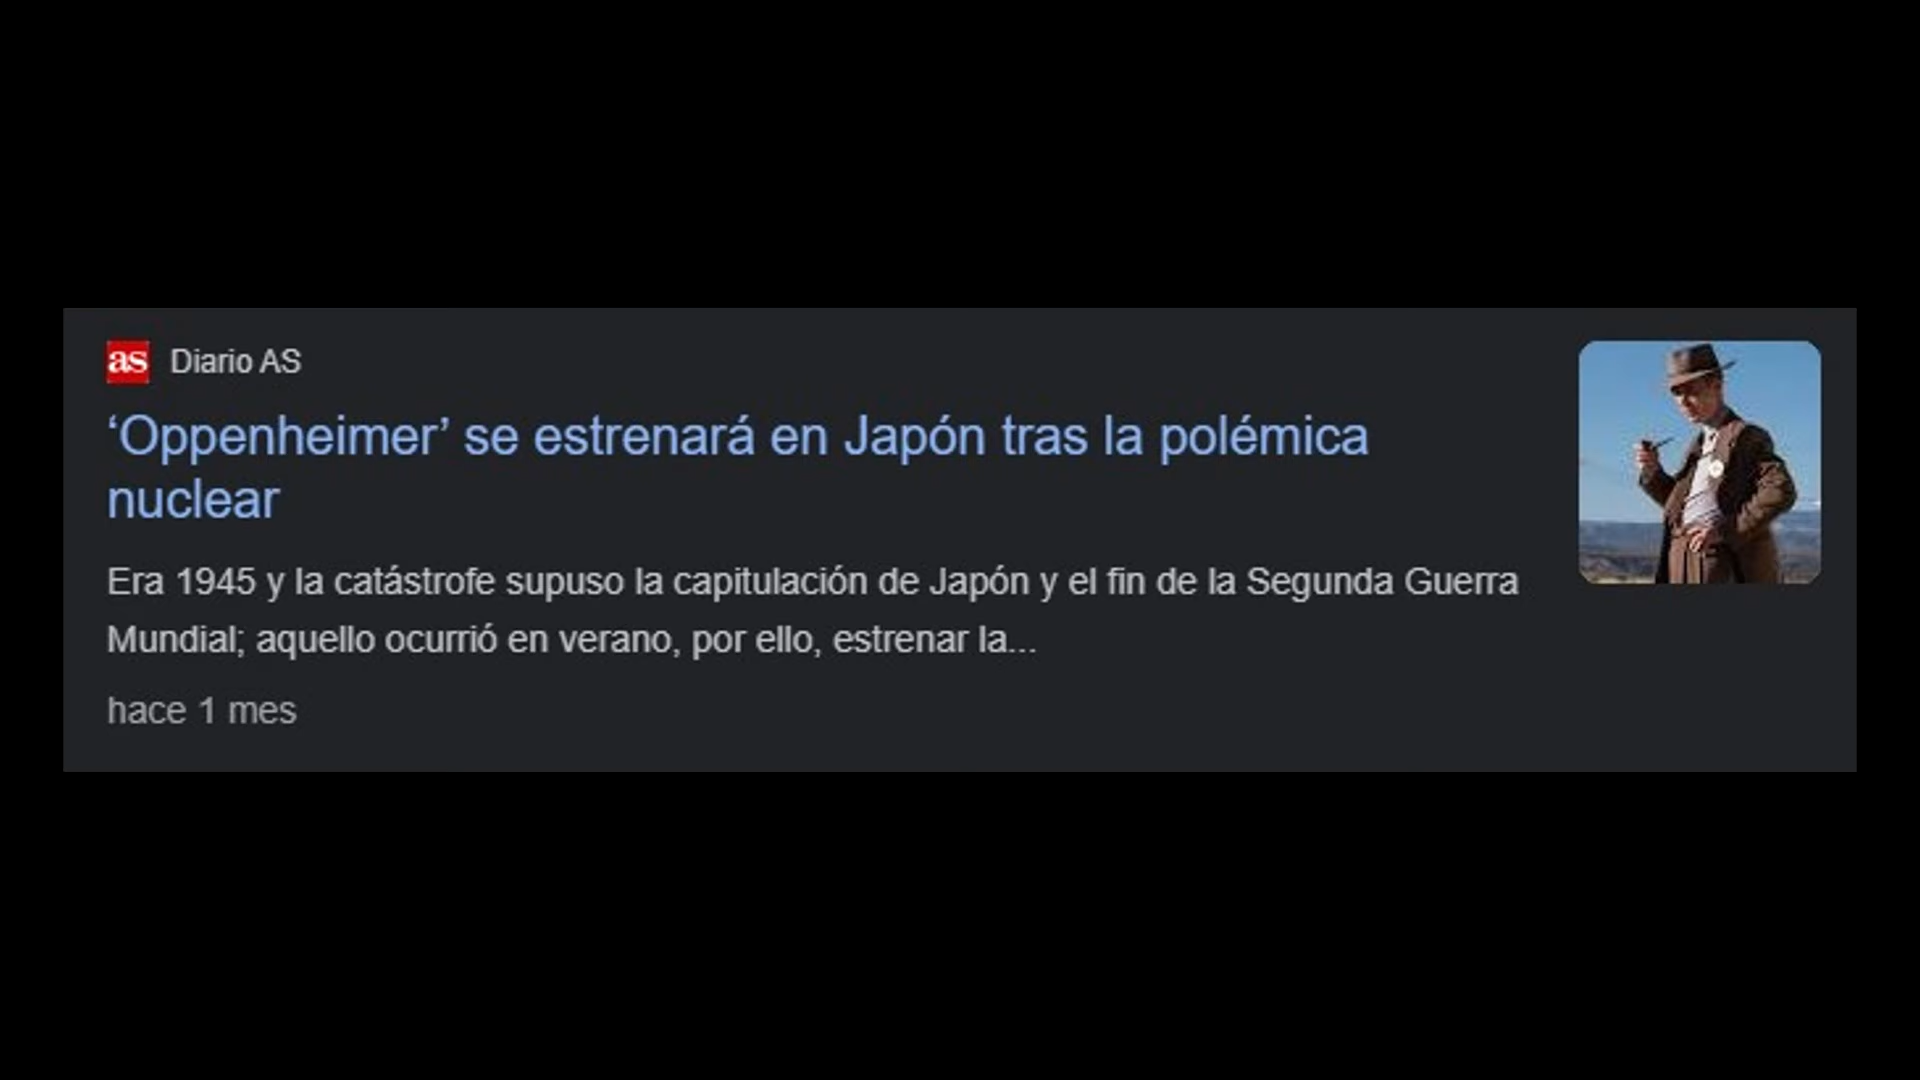 as Diario AS
‘Oppenheimer’ se estrenará en Japón tras la polémica
nuclear
Era 1945 y la catástrofe supuso la capitulación de Japón y el fin de la Segunda Guerra
Mundial; aquello ocurrió en verano, por ello, estrenar la...
hace 1 mes